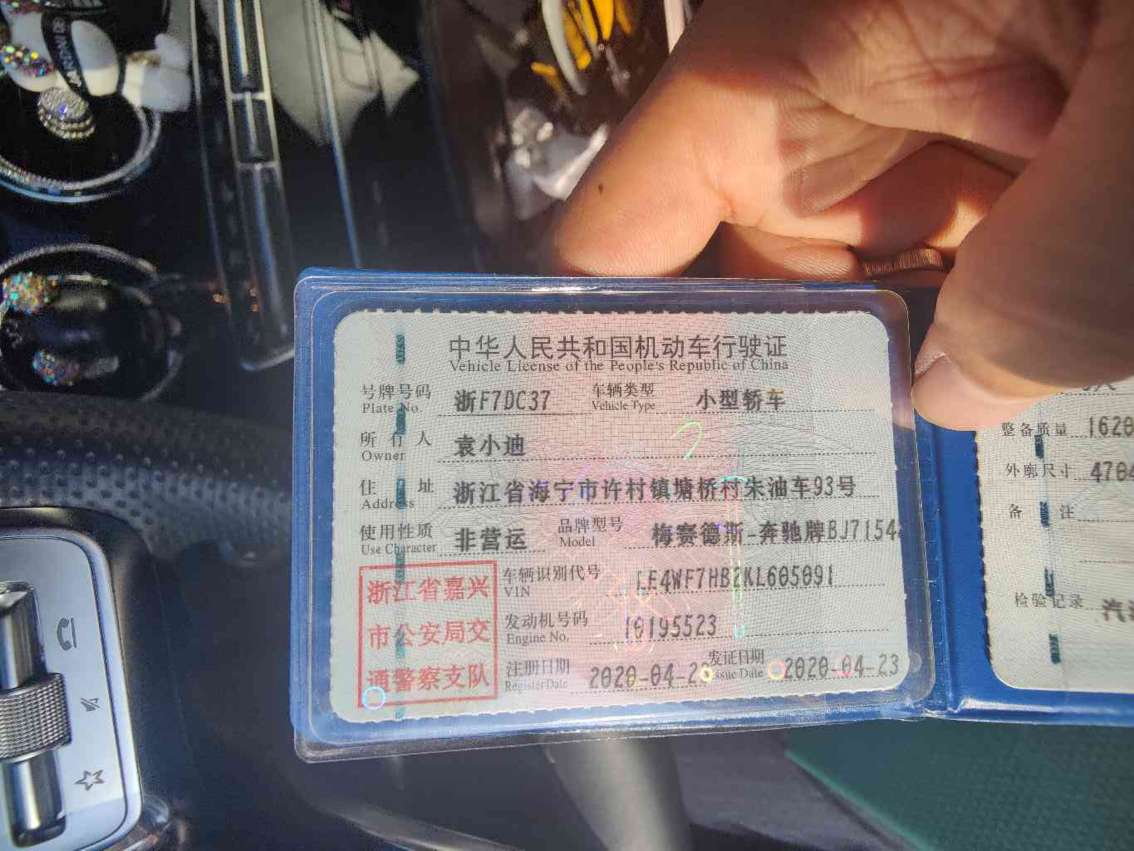 中华人民共和国机动车行驶证
Vehicle License of the People's Republic of China
号牌号码 浙F7DC37 车辆类型 小型轿车
Plate No. Vehicle Type
所有人 袁小迪
Owner
住址 浙江省海宁市许村镇塘桥村朱油车93号
Address
使用性质 非营运 品牌型号 梅赛德斯-奔驰牌BJ7154
Use Character Model
浙江省嘉兴
市公安局交
通警察支队
车辆识别代号 LE4WF7HB2KL605091
VIN
发动机号码 10195523
Engine No.
注册日期 2020-04-23 发证日期 2020-04-23
Register Date Issue Date
整备质量 1620
外廓尺寸 4704
备注
检验记录